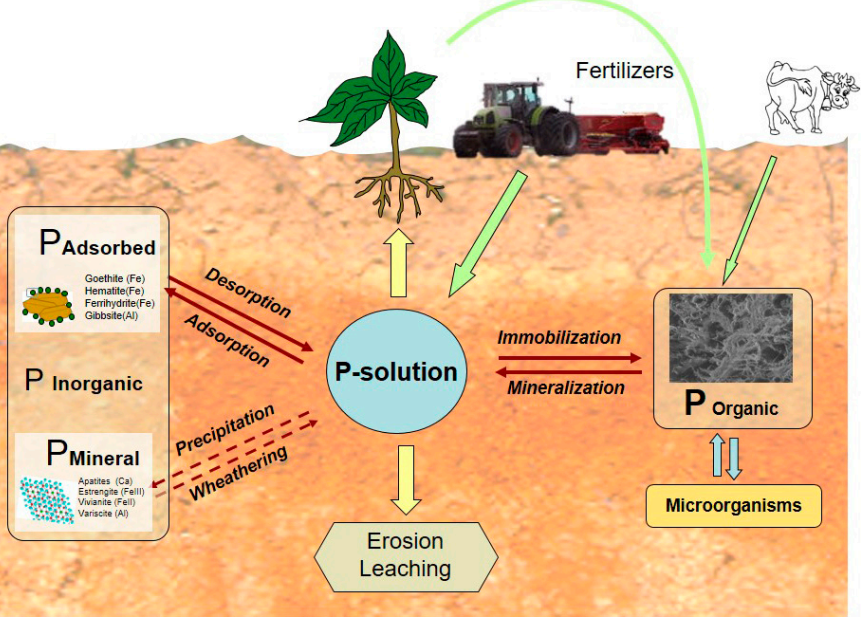 Fertilizers
P Adsorbed
Goethite (Fe)
Hematite(Fe)
Ferrihydrite(Fe)
Gibbsite(Al)
P Inorganic
P Mineral
Apatites (Ca)
Estrengite (FeIII)
Vivianite (FeII)
Variscite (Al)
Desorption
Adsorption
Precipitation
Wheathering
P-solution
Immobilization
Mineralization
P Organic
Microorganisms
Erosion
Leaching